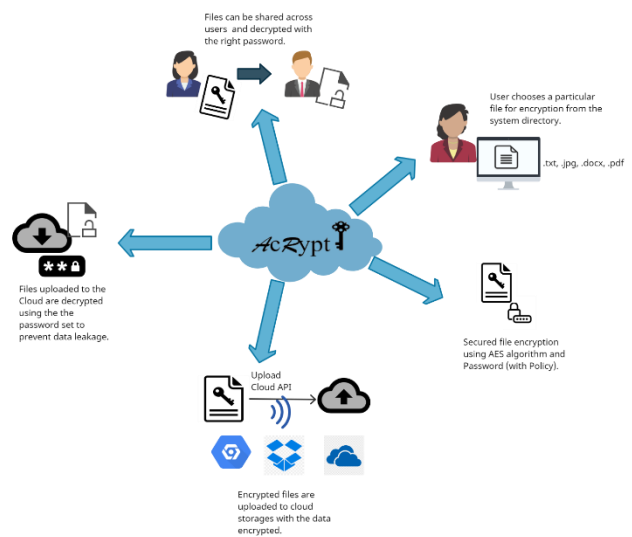 Files can be shared across
users and decrypted with
the right password.
User chooses a particular
file for encryption from the
system directory.
.txt, .jpg, .docx, .pdf
AcRypt
**
Files uploaded to the
Cloud are decrypted
using the the
password set to
prevent data leakage.
Secured file encryption
using AES algorithm and
Password (with Policy).
Upload
Cloud API
Encrypted files are
uploaded to cloud
storages with the data
encrypted.